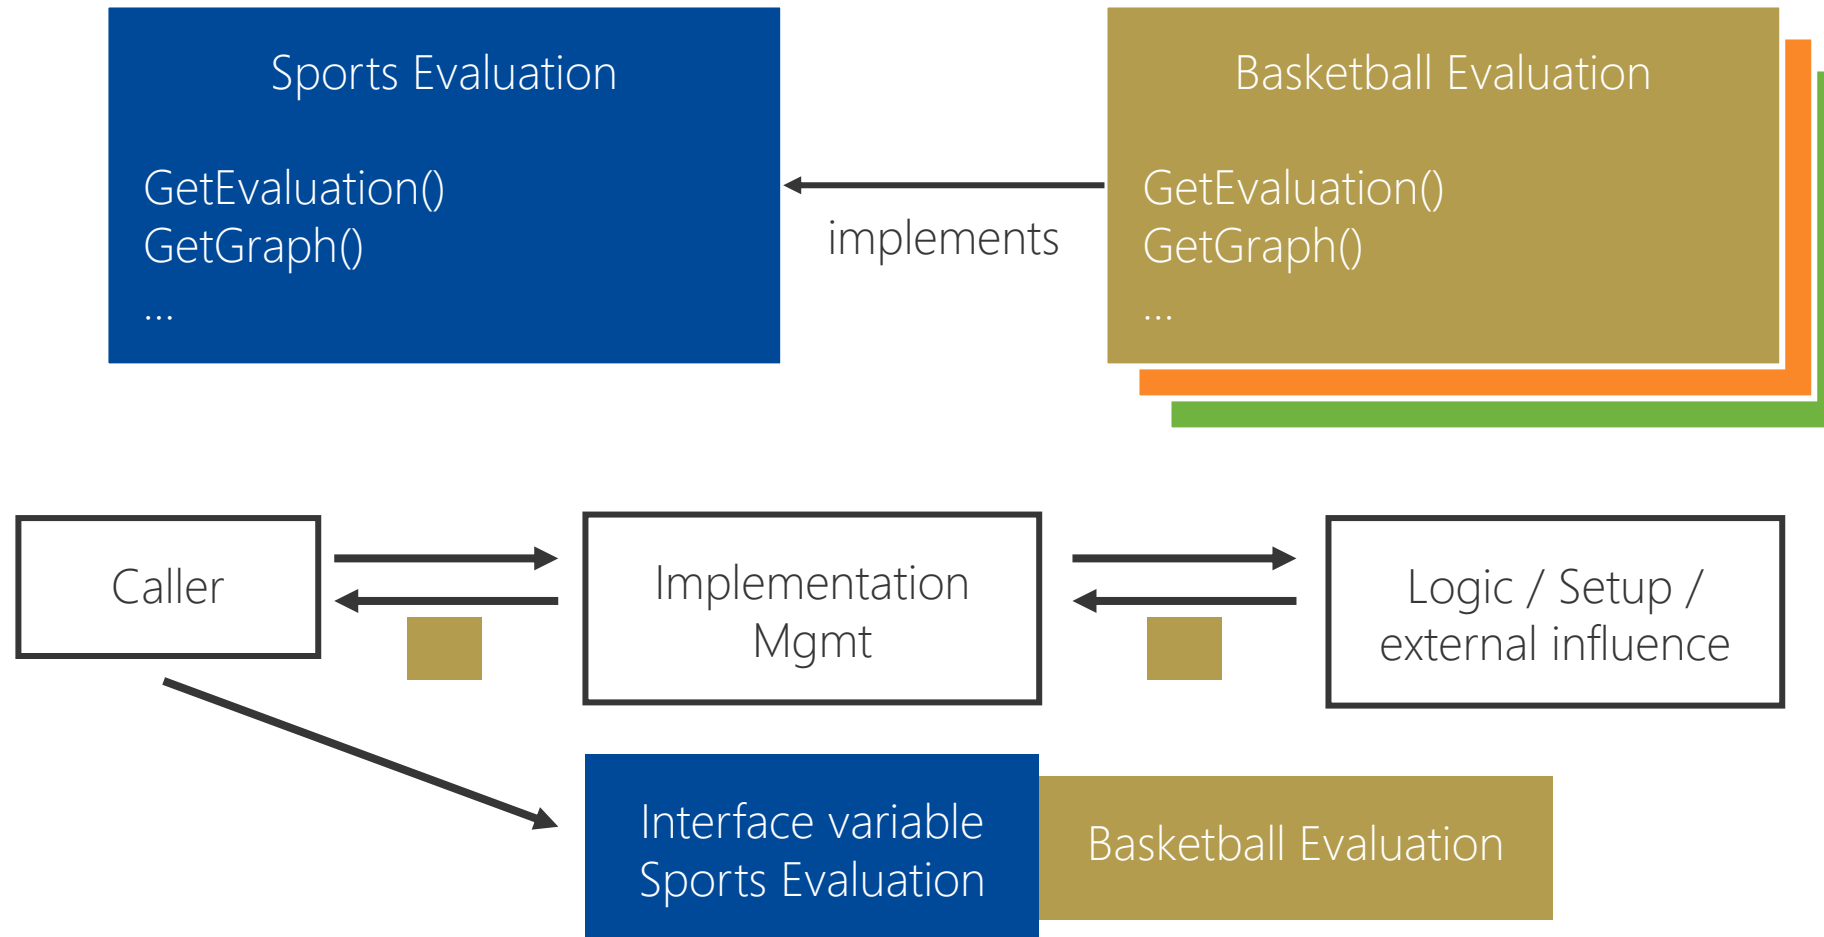 Sports Evaluation
GetEvaluation()
GetGraph()
...
implements
Basketball Evaluation
GetEvaluation()
GetGraph()
...
Caller
Implementation
Mgmt
Logic / Setup /
external influence
Interface variable
Sports Evaluation
Basketball Evaluation